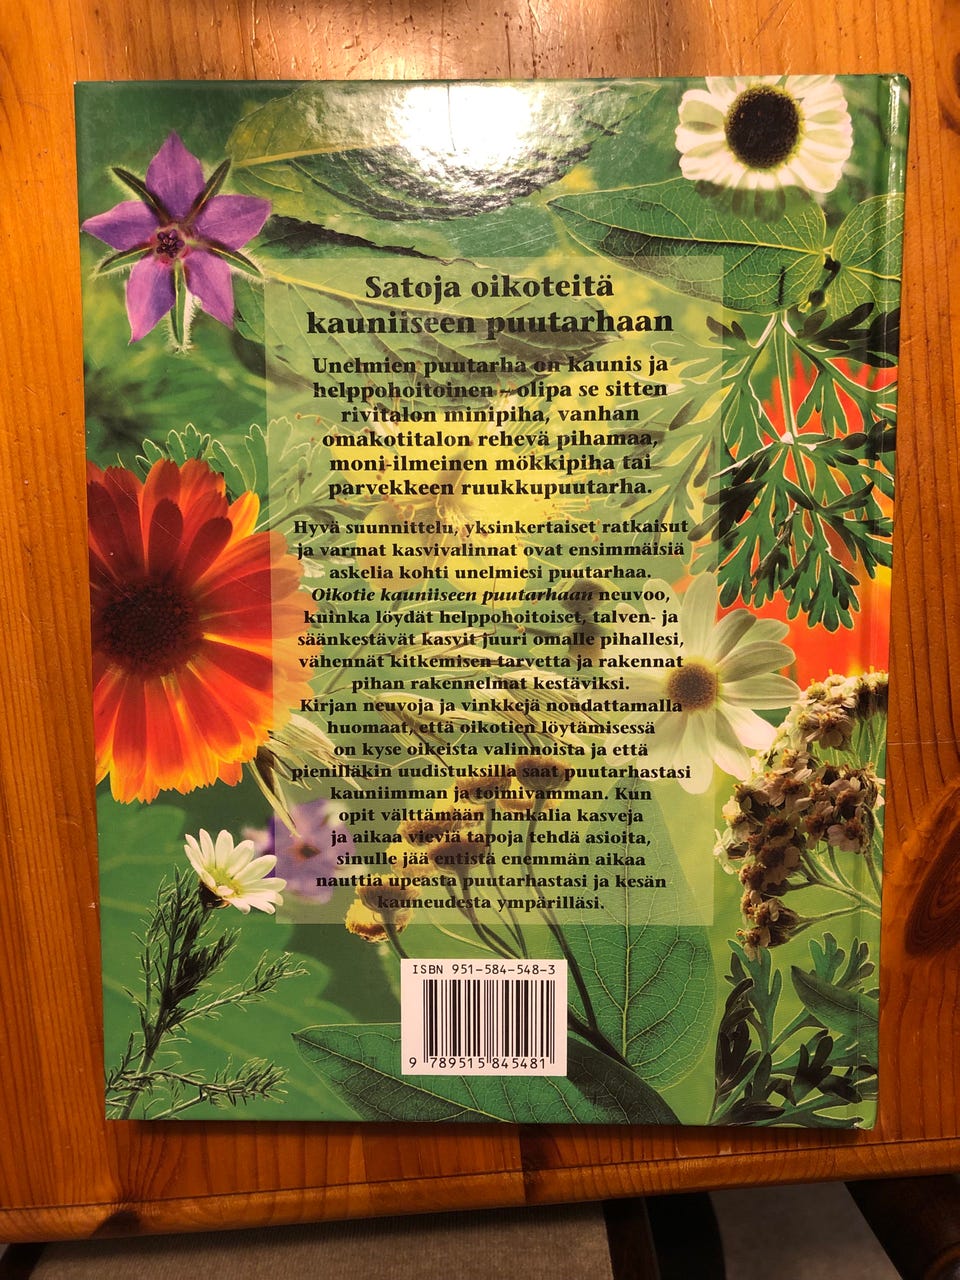 Satoja oikoteitä
kauniiseen puutarhaan
Unelmien puutarha on kaunis ja
helppohoitoinen – olipa se sitten
rivitalon minipiha, vanhan
omakotitalon rehevä pihamaa,
moni-ilmeinen mökkipiha tai
parvekkeen ruukkupuutarha.
Hyvä suunnittelu, yksinkertaiset ratkaisut
ja varmat kasvivalinnat ovat ensimmäisiä
askelia kohti unelmiesi puutarhaa.
Oikotie kauniiseen puutarhaan neuvoo,
kuinka löydät helppohoitoiset, talven- ja
säänkestävät kasvit juuri omalle pihallesi,
vähennät kitkemisen tarvetta ja rakennat
pihan rakennelmat kestäviksi.
Kirjan neuvoja ja vinkkejä noudattamalla
huomaat, että oikotien löytämisessä
on kyse oikeista valinnoista ja että
pienilläkin uudistuksilla saat puutarhastasi
kauniimman ja toimivamman. Kun
opit välttämään hankalia kasveja
ja aikaa vieviä tapoja tehdä asioita,
sinulle jää entistä enemmän aikaa
nauttia upeasta puutarhastasi ja kesän
kauneudesta ympärilläsi.
ISBN 951-584-548-3
9 789515 845481